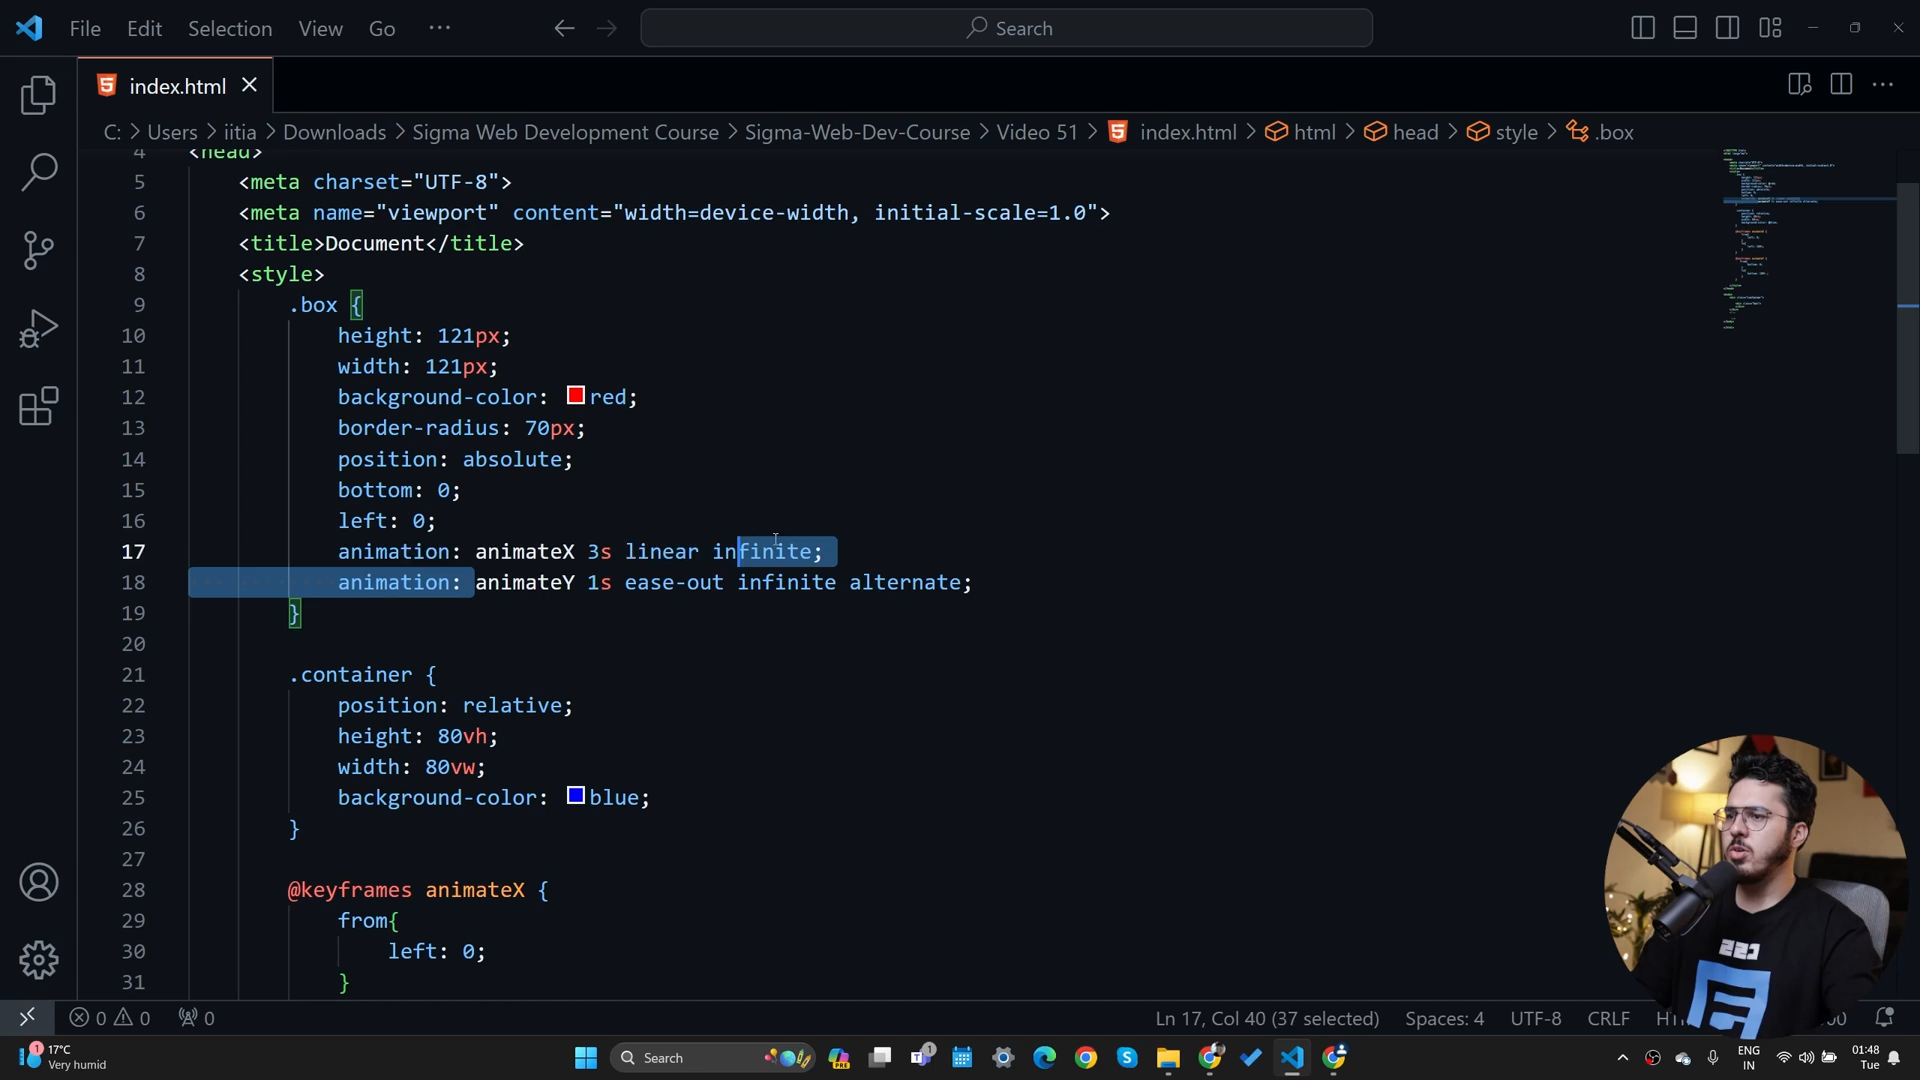 File Edit Selection View Go ··· Search
index.html
C: > Users > iitia > Downloads > Sigma Web Development Course > Sigma-Web-Dev-Course > Video 51 > index.html > html > head > style > .box
4 <head>
5 <meta charset="UTF-8">
6 <meta name="viewport" content="width=device-width, initial-scale=1.0">
7 <title>Document</title>
8 <style>
9 .box {
10 height: 121px;
11 width: 121px;
12 background-color: red;
13 border-radius: 70px;
14 position: absolute;
15 bottom: 0;
16 left: 0;
17 animation: animateX 3s linear infinite;
18 animation: animateY 1s ease-out infinite alternate;
19 }
20
21 .container {
22 position: relative;
23 height: 80vh;
24 width: 80vw;
25 background-color: blue;
26 }
27
28 @keyframes animateX {
29 from{
30 left: 0;
31 }
0 0 0 Ln 17, Col 40 (37 selected) Spaces: 4 UTF-8 CRLF
1 17°C
Very humid
Search
PRE
1
ENG
IN
01:48
Tue